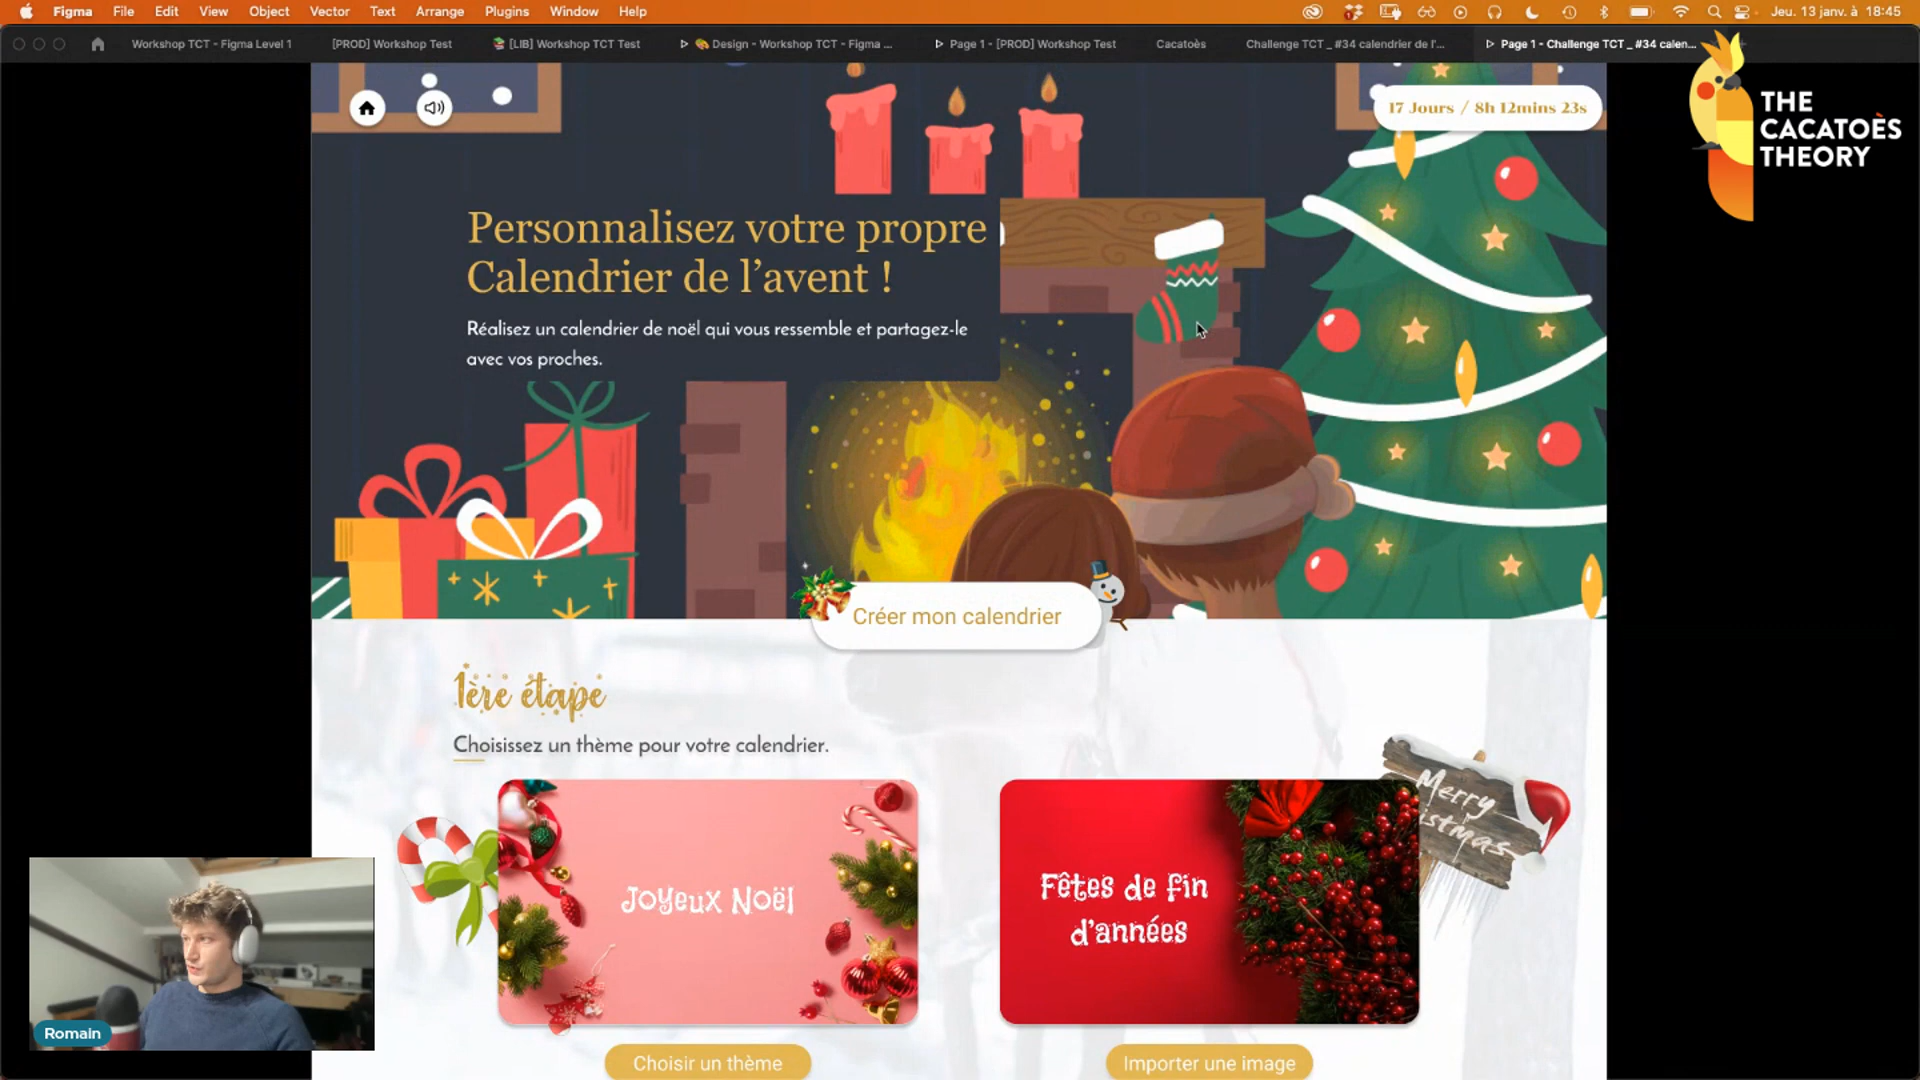 Figma File Edit View Object Vector Text Arrange Plugins Window Help Jeu. 13 janv. à 18:45
Workshop TCT - Figma Level 1 [PROD] Workshop Test [LIB] Workshop TCT Test Design - Workshop TCT - Figma ... Page 1 - [PROD] Workshop Test Cacatoès Challenge TCT _ #34 calendrier de l'... Page 1 - Challenge TCT _ #34 calen...
17 Jours / 8h 12mins 23s
THE
CACATOÈS
THEORY
Personnalisez votre propre
Calendrier de l’avent !
Réalisez un calendrier de noël qui vous ressemble et partagez-le
avec vos proches.
Créer mon calendrier
1ère étape
Choisissez un thème pour votre calendrier.
Merry
istmas
Joyeux Noël
Fêtes de fin
d'années
Romain
Choisir un thème
Importer une image